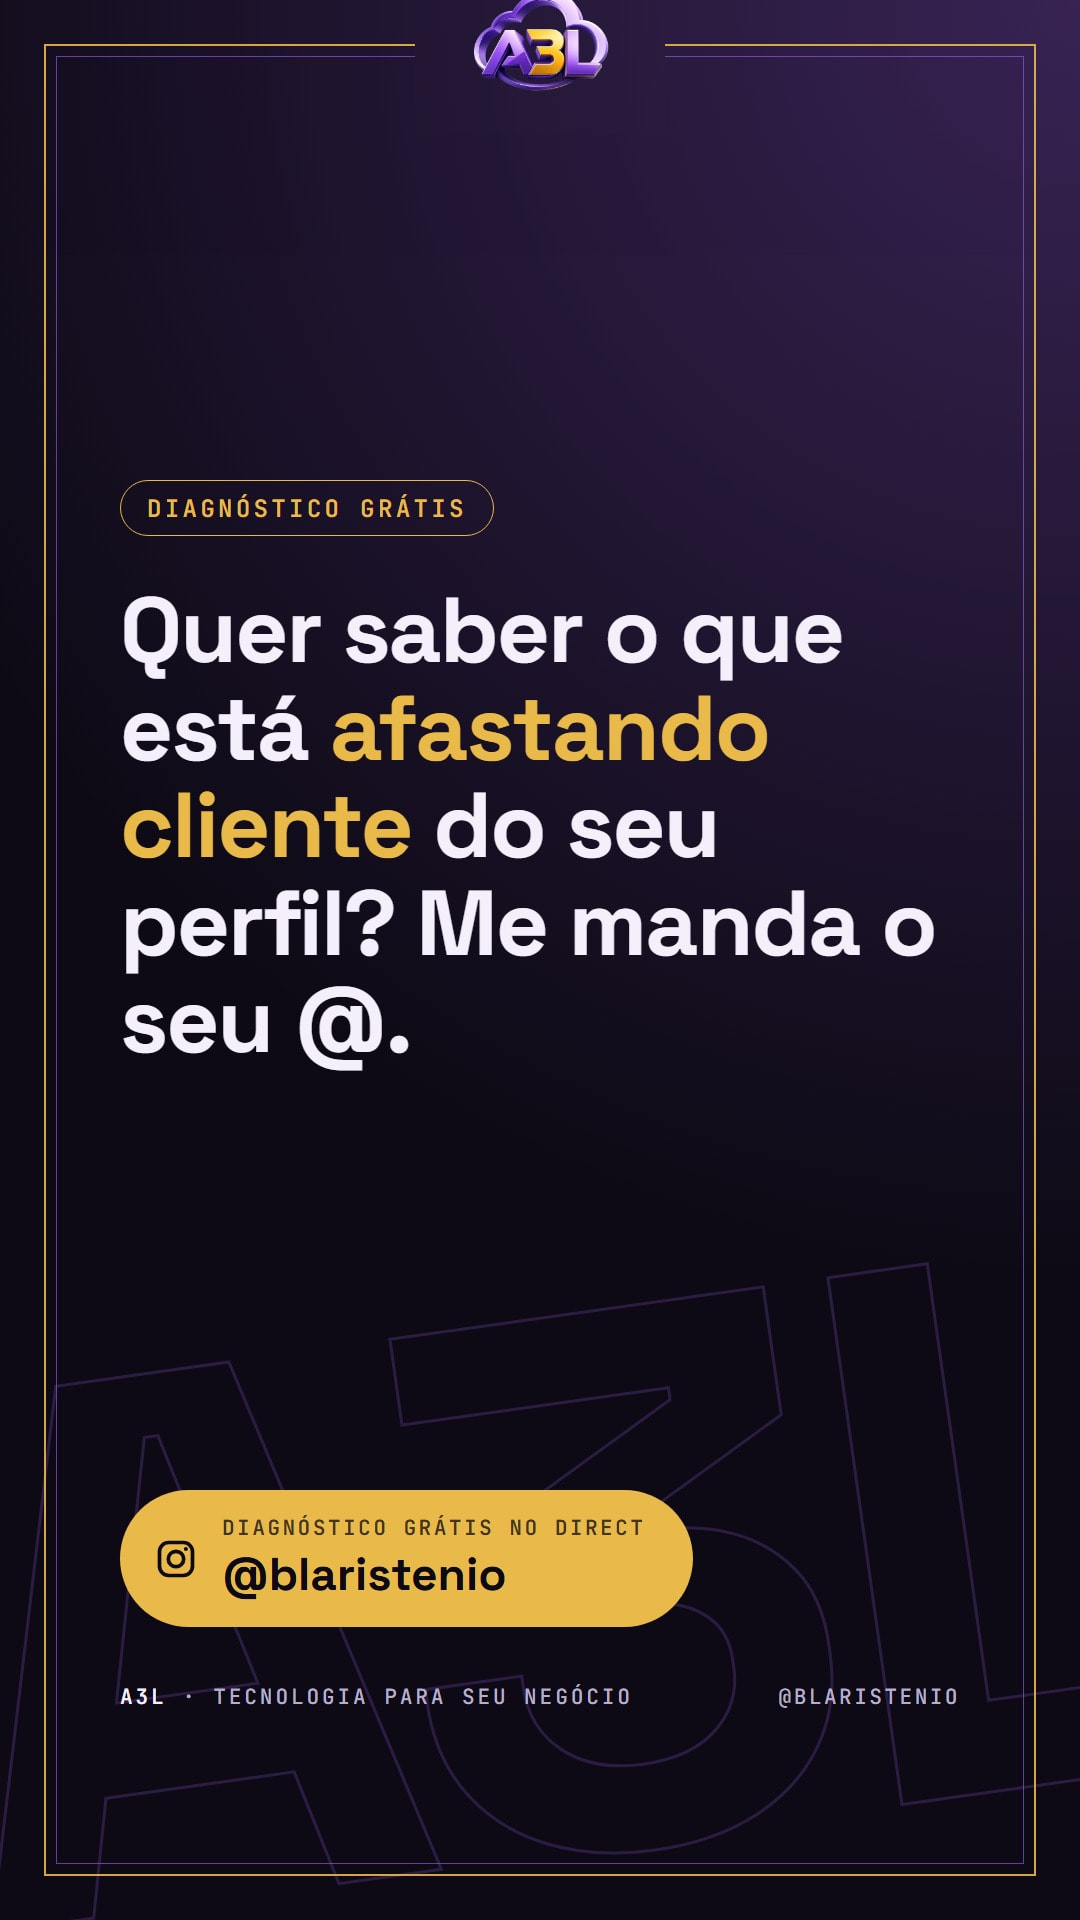 A3L
DIAGNÓSTICO GRÁTIS
Quer saber o que
está afastando
cliente do seu
perfil? Me manda o
seu @.
A3L
DIAGNÓSTICO GRÁTIS NO DIRECT
@blaristenio
A3L · TECNOLOGIA PARA SEU NEGÓCIO
@BLARISTENIO